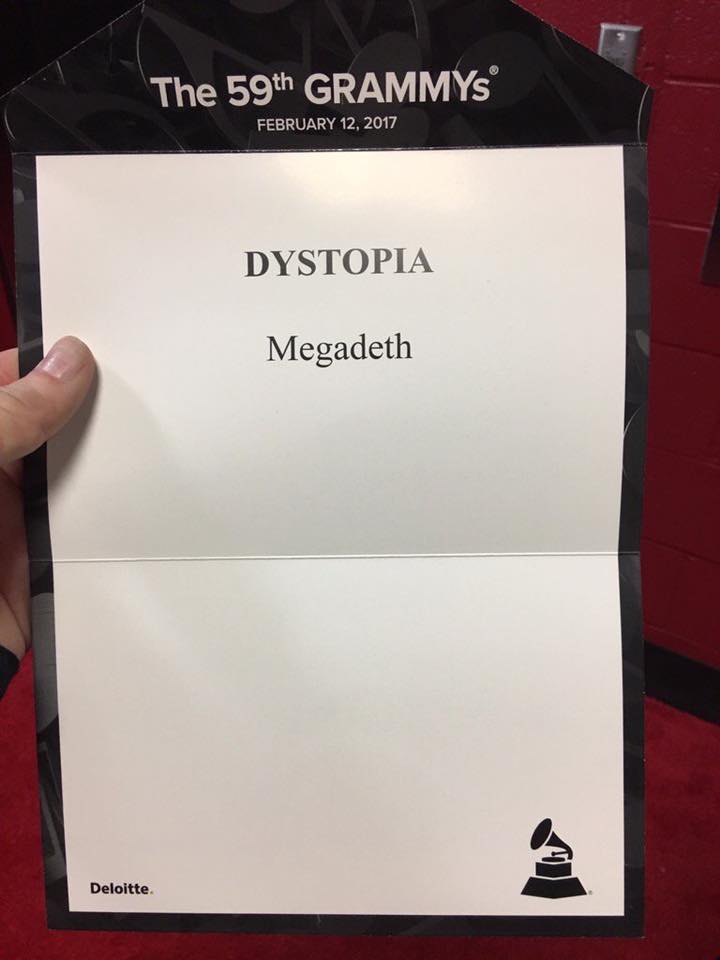 The 59th GRAMMYs®
FEBRUARY 12, 2017
DYSTOPIA
Megadeth
Deloitte.